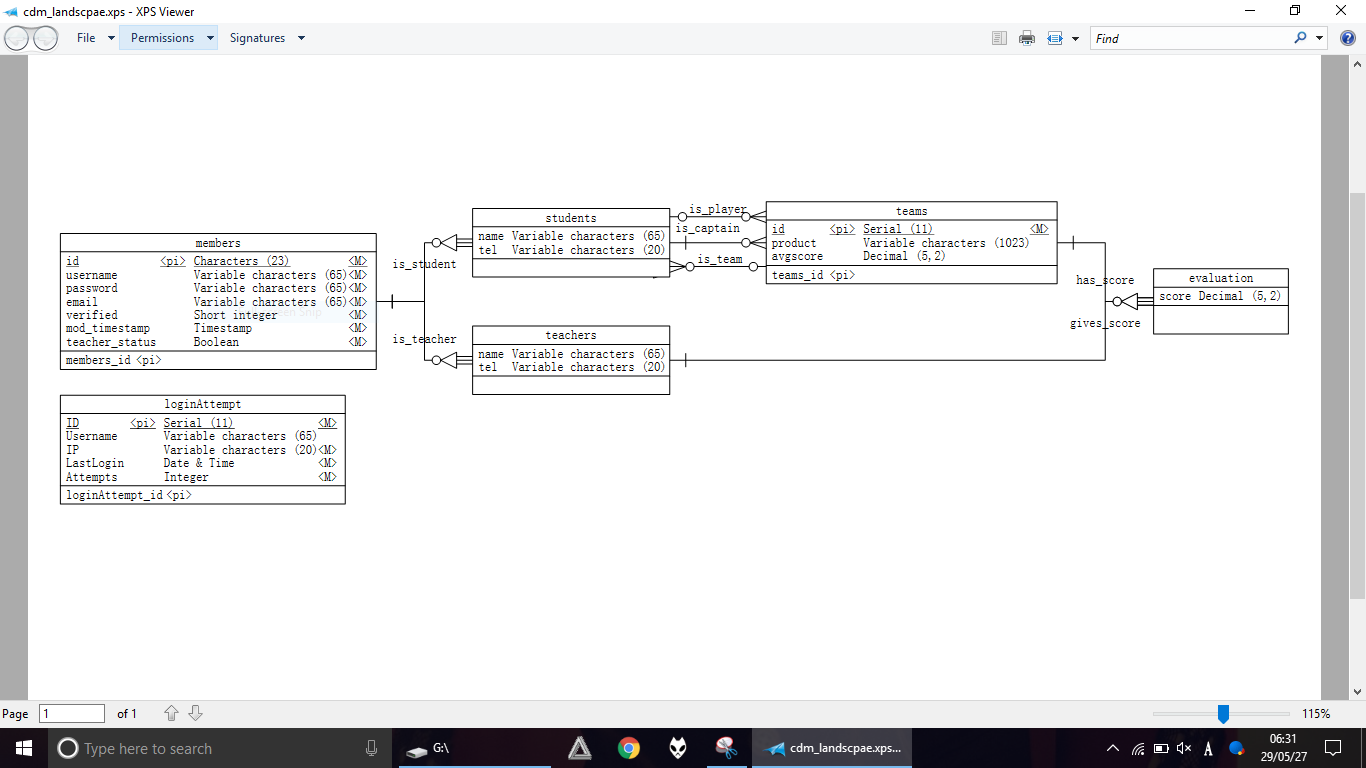 cdm_landscpae.xps - XPS Viewer
File Permissions Signatures Find
is_player
is_captain
is_team
is_student
is_teacher
has_score
gives_score
members
id <pi> Characters (23) <M>
username Variable characters (65) <M>
password Variable characters (65) <M>
email Variable characters (65) <M>
verified Short integer <M>
mod_timestamp Timestamp <M>
teacher_status Boolean <M>
members_id <pi>
loginAttempt
ID <pi> Serial (11) <M>
Username Variable characters (65)
IP Variable characters (20) <M>
LastLogin Date & Time <M>
Attempts Integer <M>
loginAttempt_id <pi>
students
name Variable characters (65)
tel Variable characters (20)
teachers
name Variable characters (65)
tel Variable characters (20)
teams
id <pi> Serial (11) <M>
product Variable characters (1023)
avgscore Decimal (5,2)
teams_id <pi>
evaluation
score Decimal (5,2)
Page 1 of 1 115%
Type here to search G:\ cdm_landscpae.xps... A 06:31
29/05/27